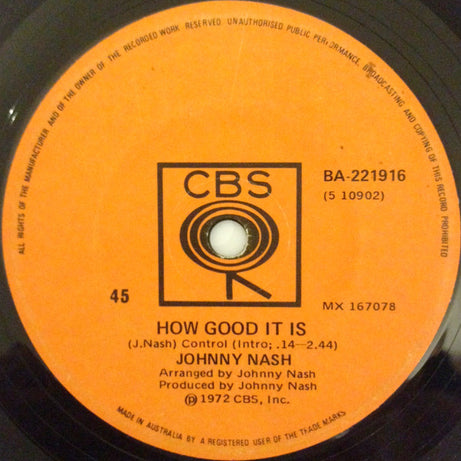 ALL RIGHTS OF THE MANUFACTURER AND OF THE OWNER OF THE RECORDED WORK RESERVED. UNAUTHORISED PUBLIC PERFORMANCE, BROADCASTING AND COPYING OF THIS RECORD PROHIBITED
CBS
BA-221916
(5 10902)
45
MX 167078
HOW GOOD IT IS
(J.Nash) Control (Intro; .14—2.44)
JOHNNY NASH
Arranged by Johnny Nash
Produced by Johnny Nash
Ⓟ1972 CBS, Inc.
MADE IN AUSTRALIA BY A REGISTERED USER OF THE TRADE MARKS